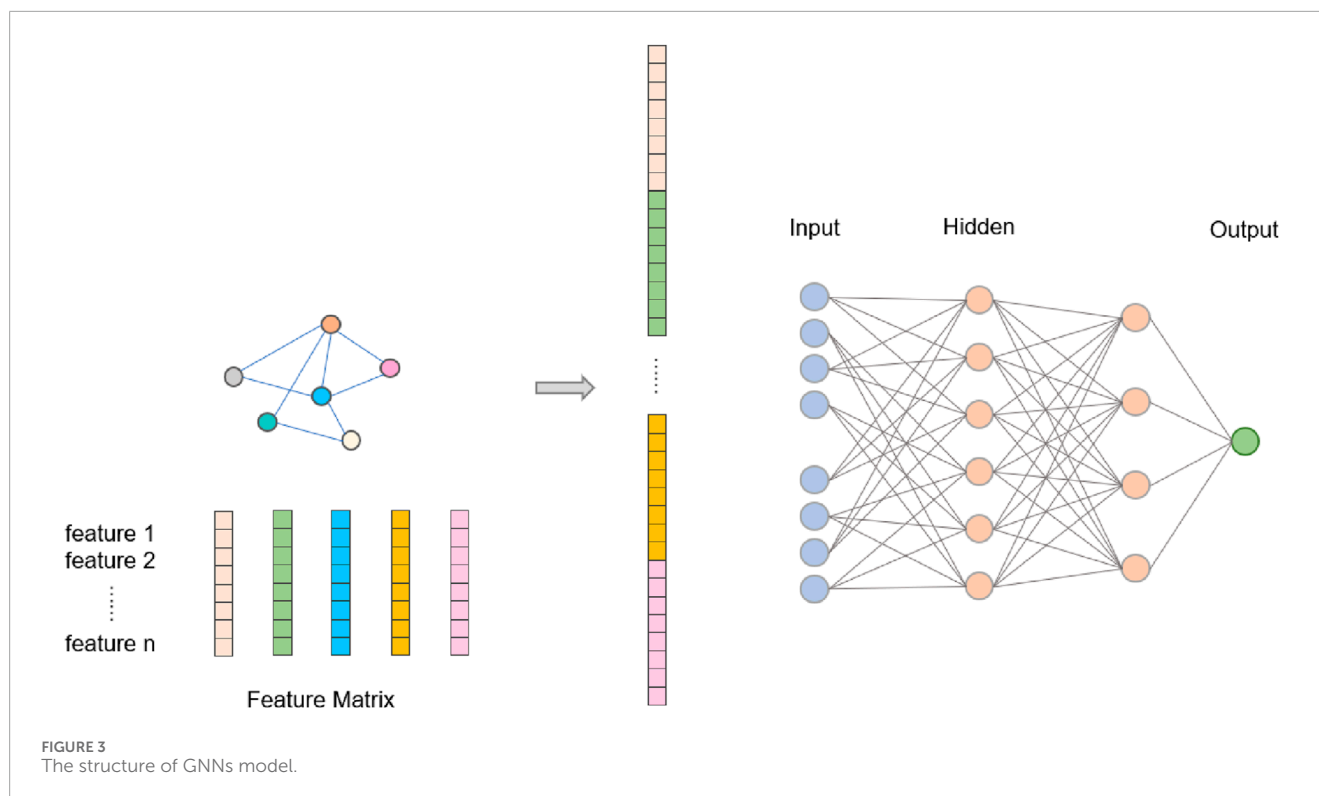 Input
Hidden
Output
feature 1
feature 2
feature n
Feature Matrix
FIGURE 3
The structure of GNNs model.